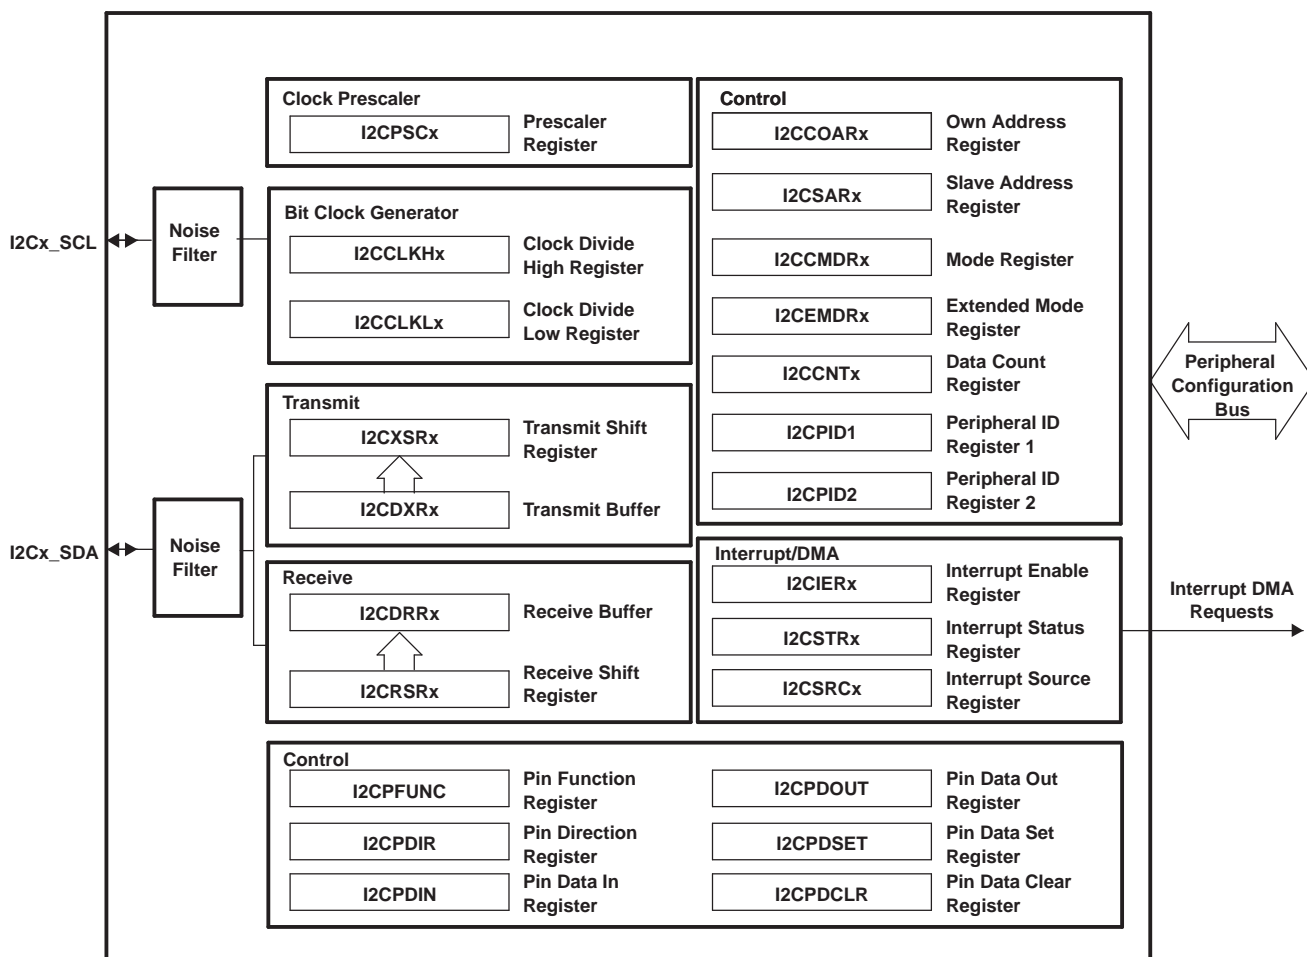 Clock Prescaler
I2CPSCx
Prescaler
Register
Control
I2CCOARx
Own Address
Register
I2CSARx
Slave Address
Register
I2CCMDRx
Mode Register
I2CEMDRx
Extended Mode
Register
I2CCNTx
Data Count
Register
I2CPID1
Peripheral ID
Register 1
I2CPID2
Peripheral ID
Register 2
I2Cx_SCL
Noise
Filter
Bit Clock Generator
I2CCLKHx
Clock Divide
High Register
I2CCLKLx
Clock Divide
Low Register
Peripheral
Configuration
Bus
Transmit
I2CXSRx
Transmit Shift
Register
I2CDXRx
Transmit Buffer
I2Cx_SDA
Noise
Filter
Receive
I2CDRRx
Receive Buffer
I2CRSRx
Receive Shift
Register
Interrupt/DMA
I2CIERx
Interrupt Enable
Register
I2CSTRx
Interrupt Status
Register
I2CSRCx
Interrupt Source
Register
Interrupt DMA
Requests
Control
I2CPFUNC
Pin Function
Register
I2CPDIR
Pin Direction
Register
I2CPDIN
Pin Data In
Register
I2CPDOUT
Pin Data Out
Register
I2CPDSET
Pin Data Set
Register
I2CPDCLR
Pin Data Clear
Register